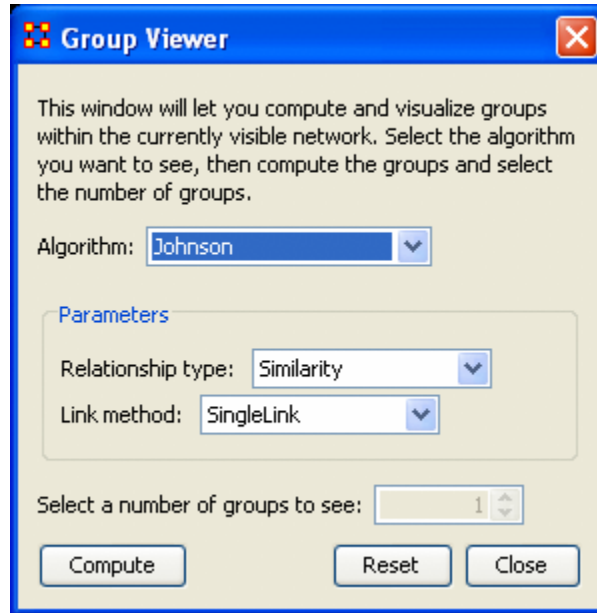 Group Viewer
This window will let you compute and visualize groups
within the currently visible network. Select the algorithm
you want to see, then compute the groups and select
the number of groups.
Algorithm: Johnson
Parameters
Relationship type: Similarity
Link method: SingleLink
Select a number of groups to see: 1
Compute Reset Close